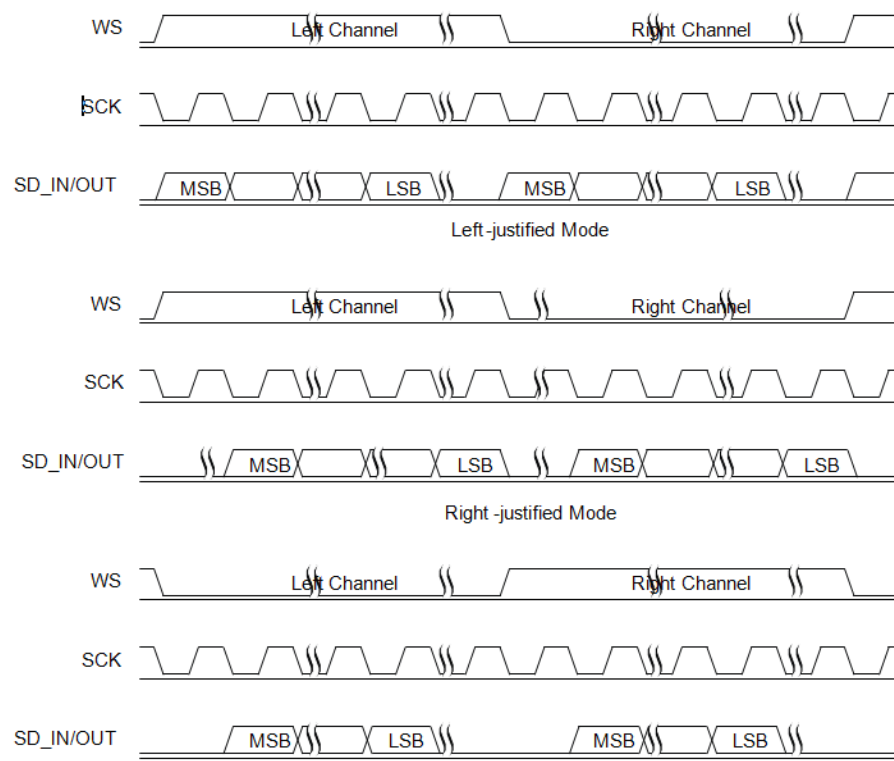 WS Left Channel Right Channel
SCK
SD_IN/OUT MSB LSB MSB LSB
Left-justified Mode
WS Left Channel Right Channel
SCK
SD_IN/OUT MSB LSB MSB LSB
Right-justified Mode
WS Left Channel Right Channel
SCK
SD_IN/OUT MSB LSB MSB LSB